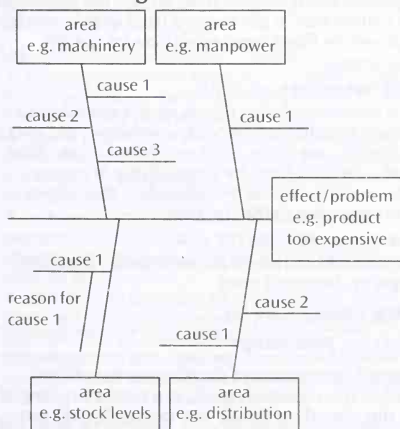 area
e.g. machinery
area
e.g. manpower
cause 1
cause 2
cause 1
cause 3
effect/problem
e.g. product
too expensive
cause 1
reason for
cause 1
cause 2
cause 1
area
e.g. stock levels
area
e.g. distribution